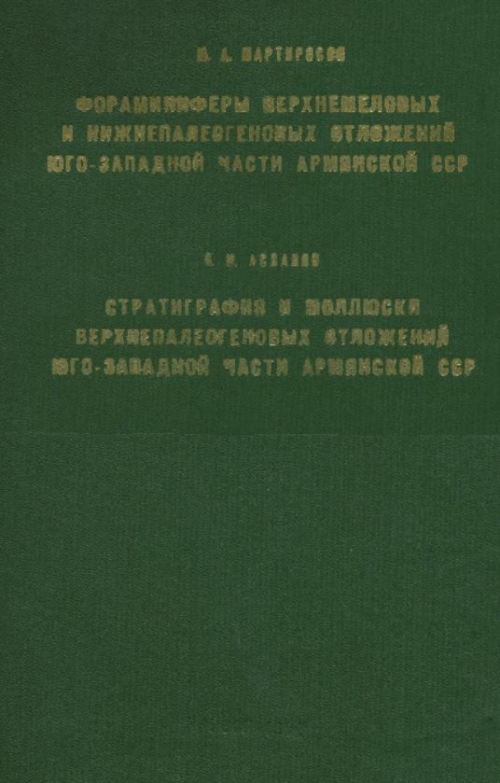 Ю. А. МАРТИРОСЯН
ФОРАМИНИФЕРЫ ВЕРХНЕМЕЛОВЫХ
И НИЖНЕПАЛЕОГЕНОВЫХ ОТЛОЖЕНИЙ
ЮГО-ЗАПАДНОЙ ЧАСТИ АРМЯНСКОЙ ССР
АСЛАНЯН
СТРАТИГРАФИЯ И МОЛЛЮСКИ
ВЕРХНЕПАЛЕОГЕНОВЫХ ОТЛОЖЕНИЙ
ЮГО-ЗАПАДНОЙ ЧАСТИ АРМЯНСКОЙ ССР